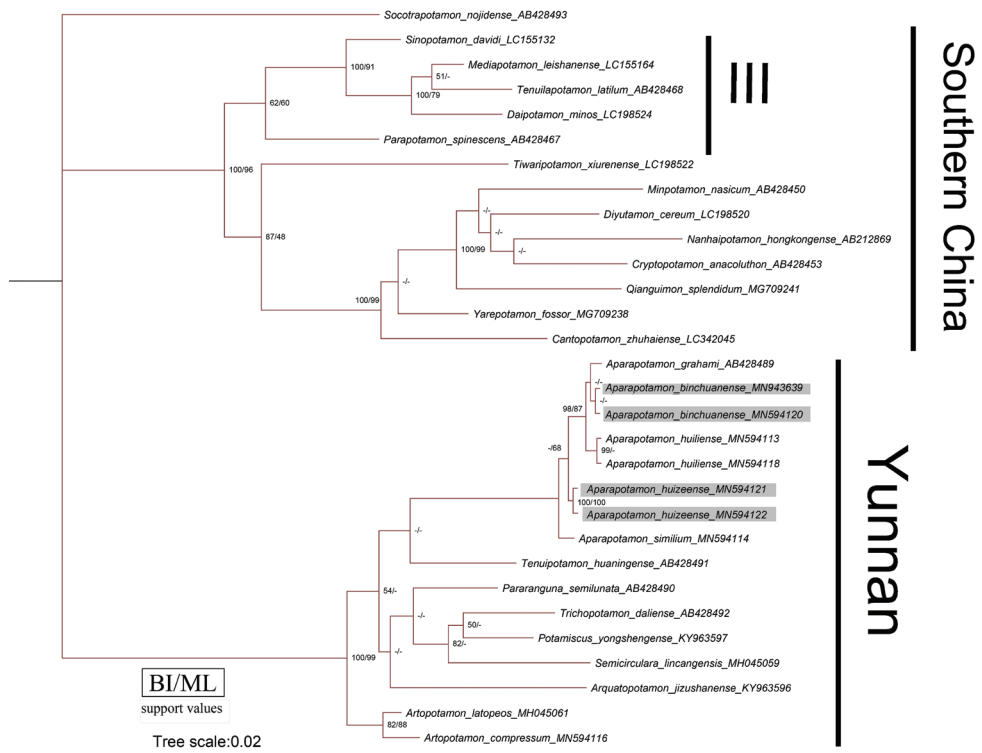 Socotrapotamon_nojidense_AB428493
Sinopotamon_davidi_LC155132
100/91
Mediapotamon_leishanense_LC155164
51/-
Tenuilapotamon_latilum_AB428468
100/79
Daipotamon_minos_LC198524
62/60
Parapotamon_spinescens_AB428467
III
100/96
Tiwaripotamon_xiurenense_LC198522
Minpotamon_nasicum_AB428450
-/-
Diyutamon_cereum_LC198520
-/-
Nanhaipotamon_hongkongense_AB212869
87/48
100/99
-/-
Cryptopotamon_anacoluthon_AB428453
-/-
Qianguimon_splendidum_MG709241
100/99
Yarepotamon_fossor_MG709238
Cantopotamon_zhuhaiense_LC342045
Southern China
Aparapotamon_grahami_AB428489
-/-
Aparapotamon_binchuanense_MN943639
-/-
98/87
Aparapotamon_binchuanense_MN594120
Aparapotamon_huiliense_MN594113
-/68
99/-
Aparapotamon_huiliense_MN594118
Aparapotamon_huizeense_MN594121
100/100
Aparapotamon_huizeense_MN594122
-/-
Aparapotamon_similium_MN594114
Tenuipotamon_huaningense_AB428491
54/-
Pararanguna_semilunata_AB428490
-/-
Trichopotamon_daliense_AB428492
50/-
Potamiscus_yongshengense_KY963597
82/-
-/-
100/99
Semicirculara_lincangensis_MH045059
Arquatopotamon_jizushanense_KY963596
Artopotamon_latopeos_MH045061
82/88
Artopotamon_compressum_MN594116
Yunnan
BI/ML
support values
Tree scale:0.02